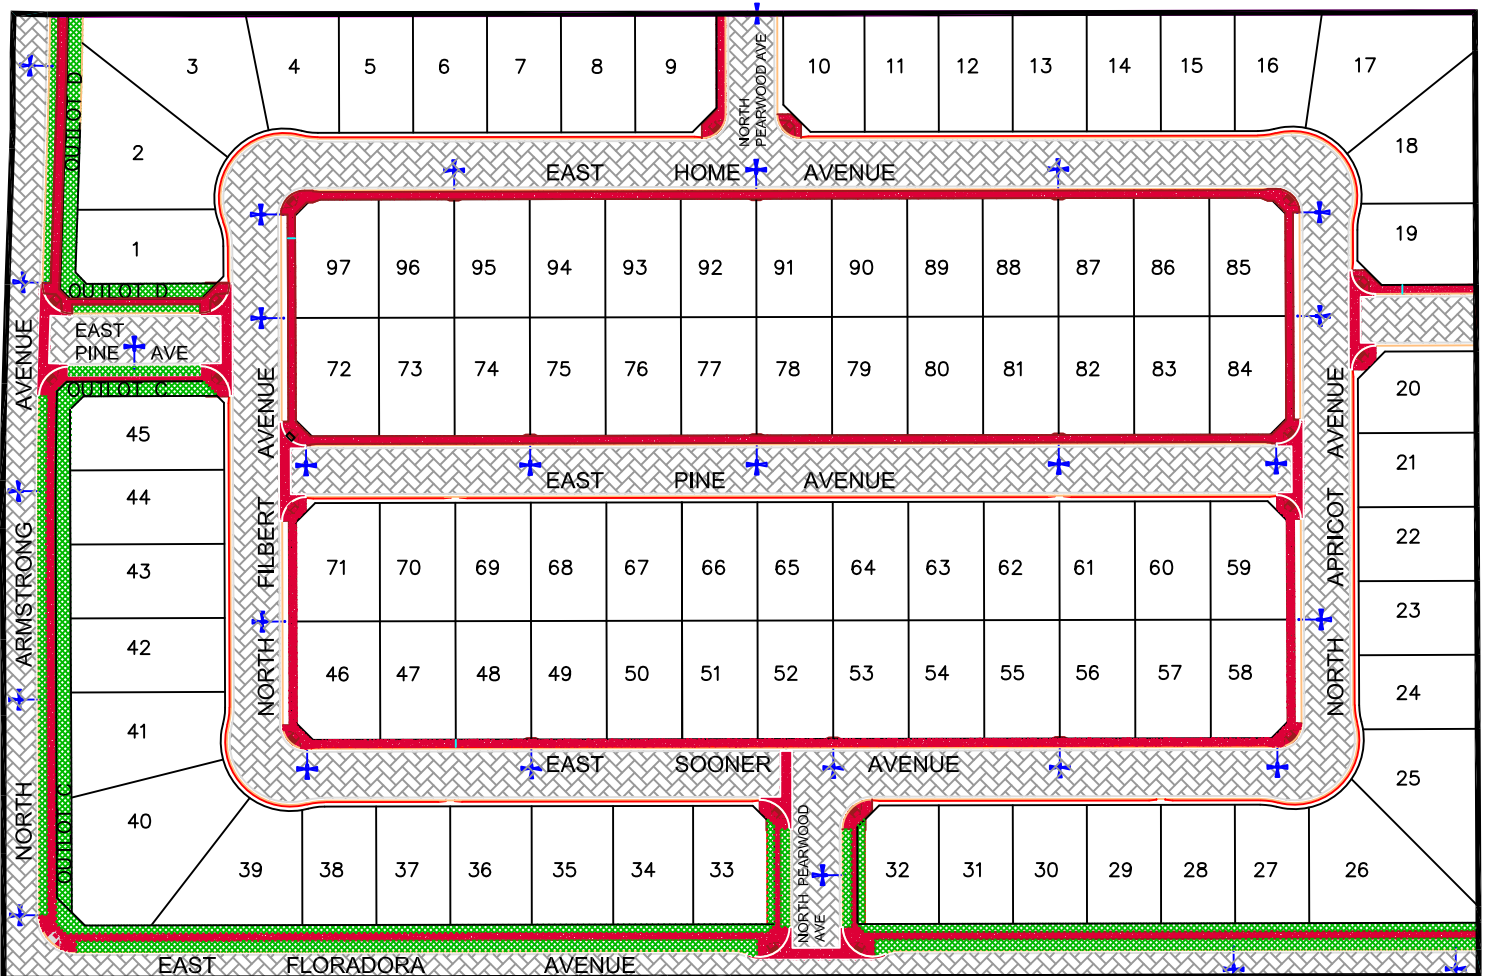 3 4 5 6 7 8 9 10 11 12 13 14 15 16 17
NORTH
PEARWOOD AVE
OUTLOT D
2
18
EAST HOME AVENUE
1
19
97 96 95 94 93 92 91 90 89 88 87 86 85
OUTLOT D
EAST
PINE AVE
72 73 74 75 76 77 78 79 80 81 82 83 84
20
OUTLOT C
45
21
EAST PINE AVENUE
44
22
43
71 70 69 68 67 66 65 64 63 62 61 60 59
23
42
46 47 48 49 50 51 52 53 54 55 56 57 58
24
41
EAST SOONER AVENUE
25
40
39 38 37 36 35 34 33 32 31 30 29 28 27 26
NORTH PEARWOOD
AVE
OUTLOT C
NORTH ARMSTRONG AVENUE
NORTH FILBERT AVENUE
NORTH APRICOT AVENUE
EAST FLORADORA AVENUE